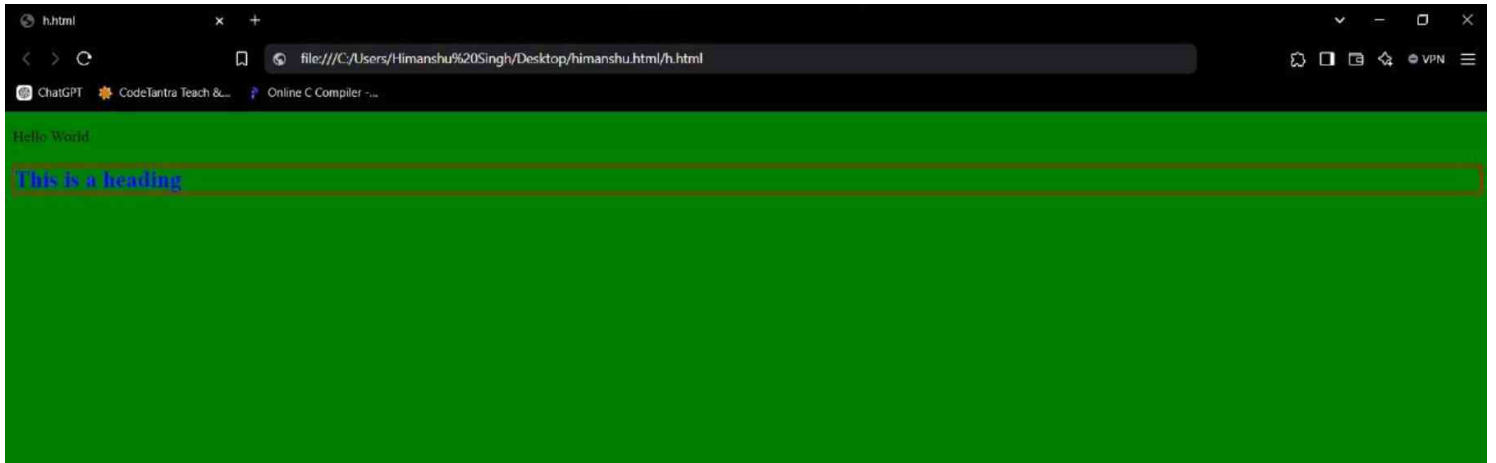 h.html
file:///C:/Users/Himanshu%20Singh/Desktop/himanshu.html/h.html
VPN
ChatGPT CodeTantra Teach &... Online C Compiler -...
Hello World
This is a heading